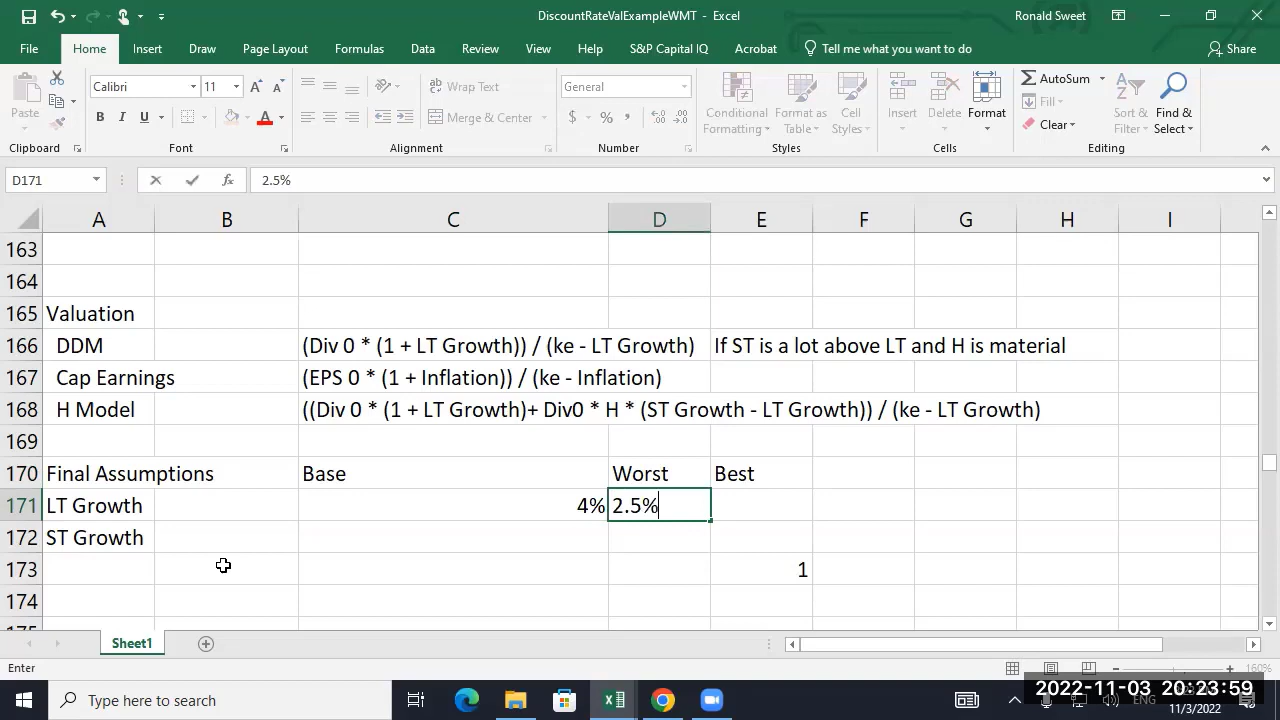 DiscountRateValExampleWMT - Excel
Ronald Sweet
File Home Insert Draw Page Layout Formulas Data Review View Help S&P Capital IQ Acrobat Tell me what you want to do Share
Paste
Clipboard
Calibri 11
B I U
Font
Wrap Text
Merge & Center
Alignment
General
$ % ,
Number
Conditional Formatting
Format as Table
Cell Styles
Styles
Insert Delete Format
Cells
AutoSum
Fill
Clear
Sort & Filter
Find & Select
Editing
D171 fx 2.5%
A B C D E F G H I
163
164
165 Valuation
166 DDM (Div 0 * (1 + LT Growth)) / (ke - LT Growth) If ST is a lot above LT and H is material
167 Cap Earnings (EPS 0 * (1 + Inflation)) / (ke - Inflation)
168 H Model ((Div 0 * (1 + LT Growth)+ Div0 * H * (ST Growth - LT Growth)) / (ke - LT Growth)
169
170 Final Assumptions Base Worst Best
171 LT Growth 4% 2.5%
172 ST Growth
173 1
174
Sheet1
Enter
160%
Type here to search
2022-11-03 20:23:59
ENG
11/3/2022